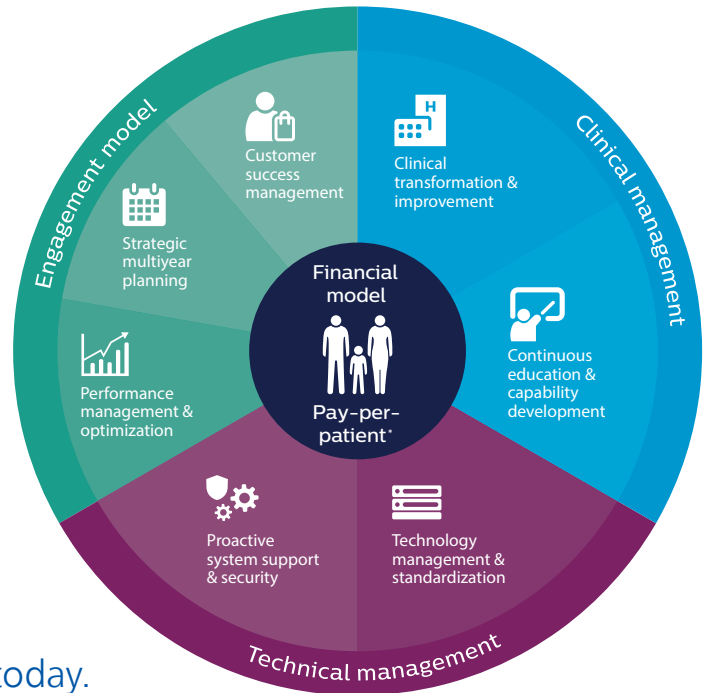 Engagement model
Clinical management
Customer
success
management
Clinical
transformation &
improvement
H
Strategic
multiyear
planning
Financial
model
Pay-per-
patient*
Performance
management &
optimization
Continuous
education &
capability
development
Proactive
system support
& security
Technology
management &
standardization
Technical management
today.